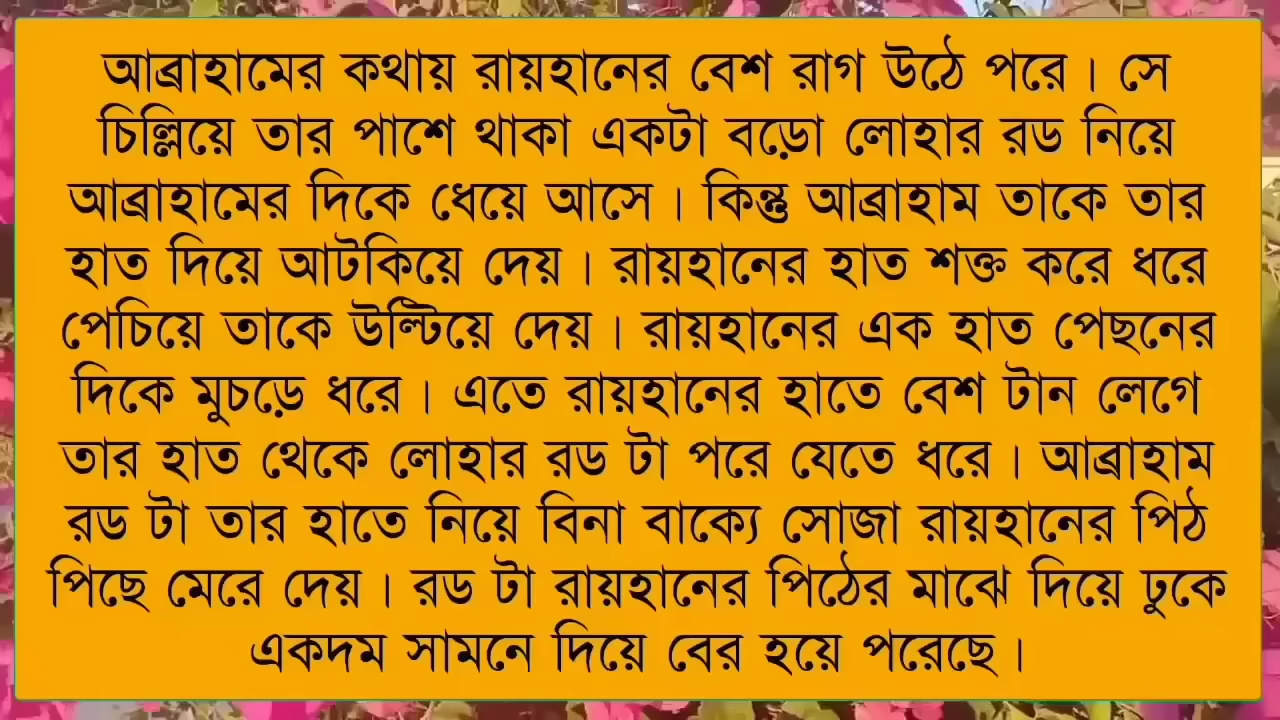 আব্রাহামের কথায় রায়হানের বেশ রাগ উঠে পরে। সে
চিল্লিয়ে তার পাশে থাকা একটা বড়ো লোহার রড নিয়ে
আব্রাহামের দিকে ধেয়ে আসে। কিন্তু আব্রাহাম তাকে তার
হাত দিয়ে আটকিয়ে দেয়। রায়হানের হাত শক্ত করে ধরে
পেচিয়ে তাকে উল্টিয়ে দেয়। রায়হানের এক হাত পেছনের
দিকে মুচড়ে ধরে। এতে রায়হানের হাতে বেশ টান লেগে
তার হাত থেকে লোহার রড টা পরে যেতে ধরে। আব্রাহাম
রড টা তার হাতে নিয়ে বিনা বাক্যে সোজা রায়হানের পিঠ
পিছে মেরে দেয়। রড টা রায়হানের পিঠের মাঝে দিয়ে ঢুকে
একদম সামনে দিয়ে বের হয়ে পরেছে।